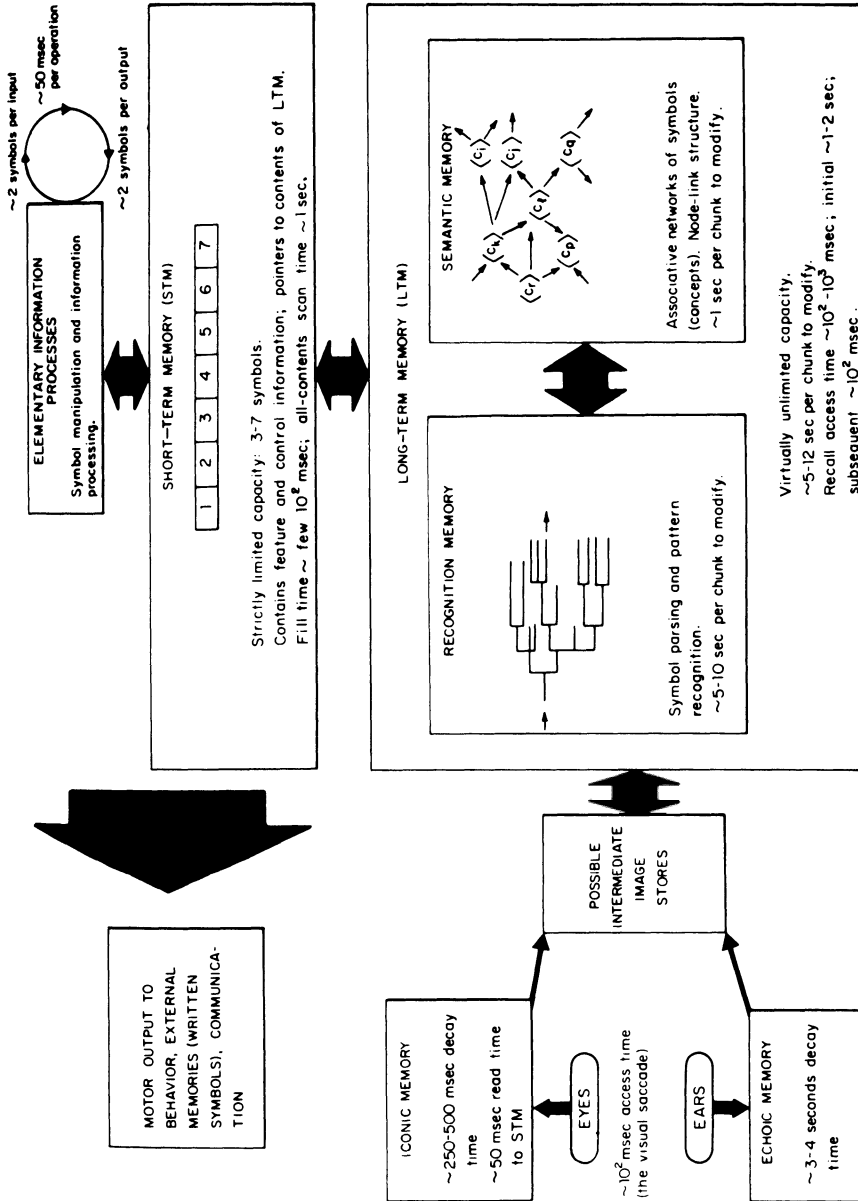 ELEMENTARY INFORMATION
PROCESSES
Symbol manipulation and information
processing.
~2 symbols per input
~50 msec
per operation
~2 symbols per output
SHORT-TERM MEMORY (STM)
1 2 3 4 5 6 7
Strictly limited capacity: 3-7 symbols.
Contains feature and control information; pointers to contents of LTM.
Fill time ~ few 10² msec; all-contents scan time ~1 sec.
LONG-TERM MEMORY (LTM)
RECOGNITION MEMORY
Symbol parsing and pattern
recognition.
~5-10 sec per chunk to modify.
SEMANTIC MEMORY
⟨Ci⟩
⟨Ck⟩ ⟨Cj⟩
⟨Cr⟩ ⟨Cℓ⟩
⟨Cp⟩ ⟨Cq⟩
Associative networks of symbols
(concepts). Node-link structure.
~1 sec per chunk to modify.
Virtually unlimited capacity.
~5-12 sec per chunk to modify.
Recall access time ~10²-10³ msec; initial ~1-2 sec;
subsequent ~10² msec.
MOTOR OUTPUT TO
BEHAVIOR, EXTERNAL
MEMORIES (WRITTEN
SYMBOLS), COMMUNICA-
TION
POSSIBLE
INTERMEDIATE
IMAGE
STORES
ICONIC MEMORY
~250-500 msec decay
time
~50 msec read time
to STM
EYES
~10² msec access time
(the visual saccade)
EARS
ECHOIC MEMORY
~3-4 seconds decay
time